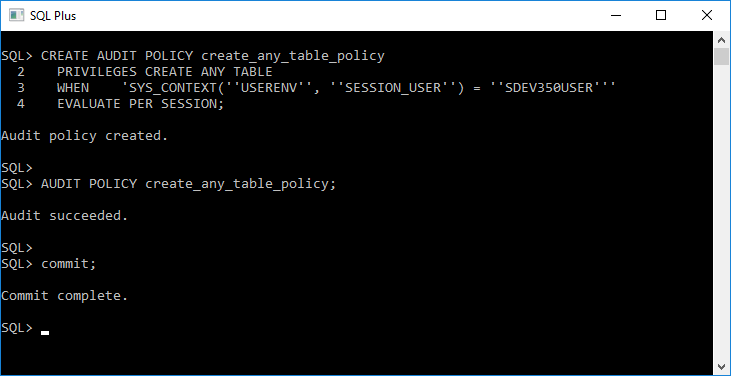 SQL Plus
SQL> CREATE AUDIT POLICY create_any_table_policy
  2    PRIVILEGES CREATE ANY TABLE
  3    WHEN    'SYS_CONTEXT(''USERENV'', ''SESSION_USER'') = ''SDEV350USER'''
  4    EVALUATE PER SESSION;
Audit policy created.
SQL>
SQL> AUDIT POLICY create_any_table_policy;
Audit succeeded.
SQL>
SQL> commit;
Commit complete.
SQL>